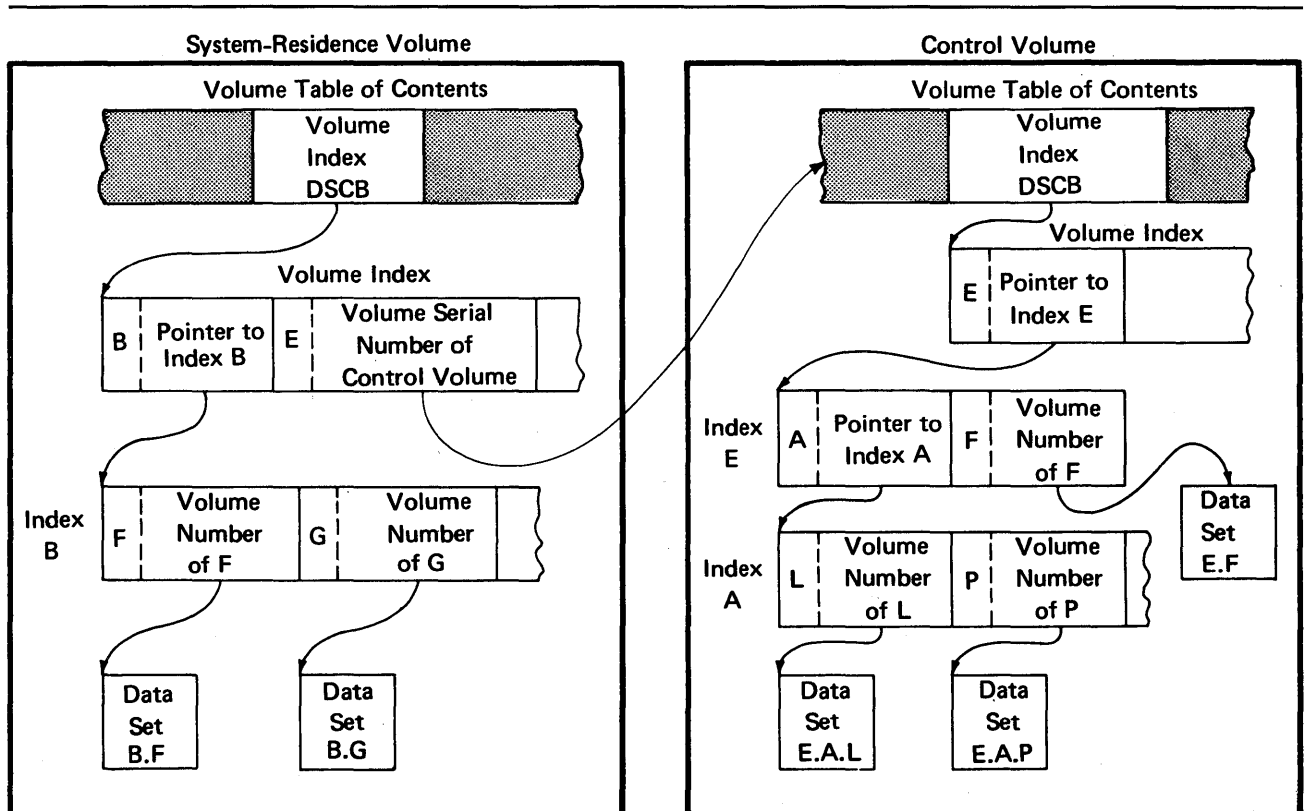 System-Residence Volume
Volume Table of Contents
Volume
Index
DSCB
Volume Index
B
Pointer to
Index B
E
Volume Serial
Number of
Control Volume
Index
B
F
Volume
Number
of F
G
Volume
Number
of G
Data
Set
B.F
Data
Set
B.G
Control Volume
Volume Table of Contents
Volume
Index
DSCB
Volume Index
E
Pointer to
Index E
Index
E
A
Pointer to
Index A
F
Volume
Number
of F
Data
Set
E.F
Index
A
L
Volume
Number
of L
P
Volume
Number
of P
Data
Set
E.A.L
Data
Set
E.A.P